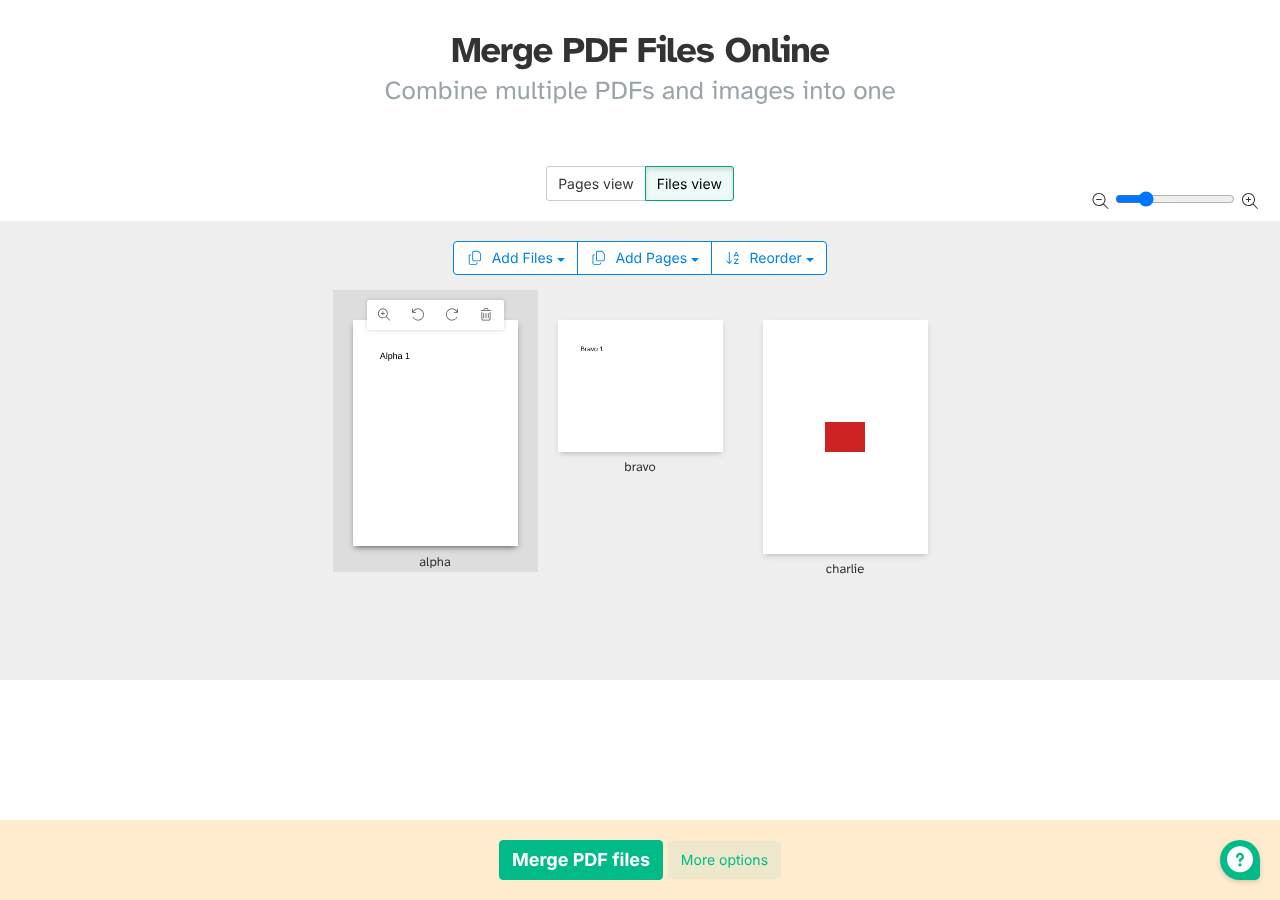 Merge PDF Files Online
Combine multiple PDFs and images into one
Pages view
Files view
Add Files
Add Pages
Reorder
Alpha 1
Bravo 1
alpha
bravo
charlie
Merge PDF files
More options